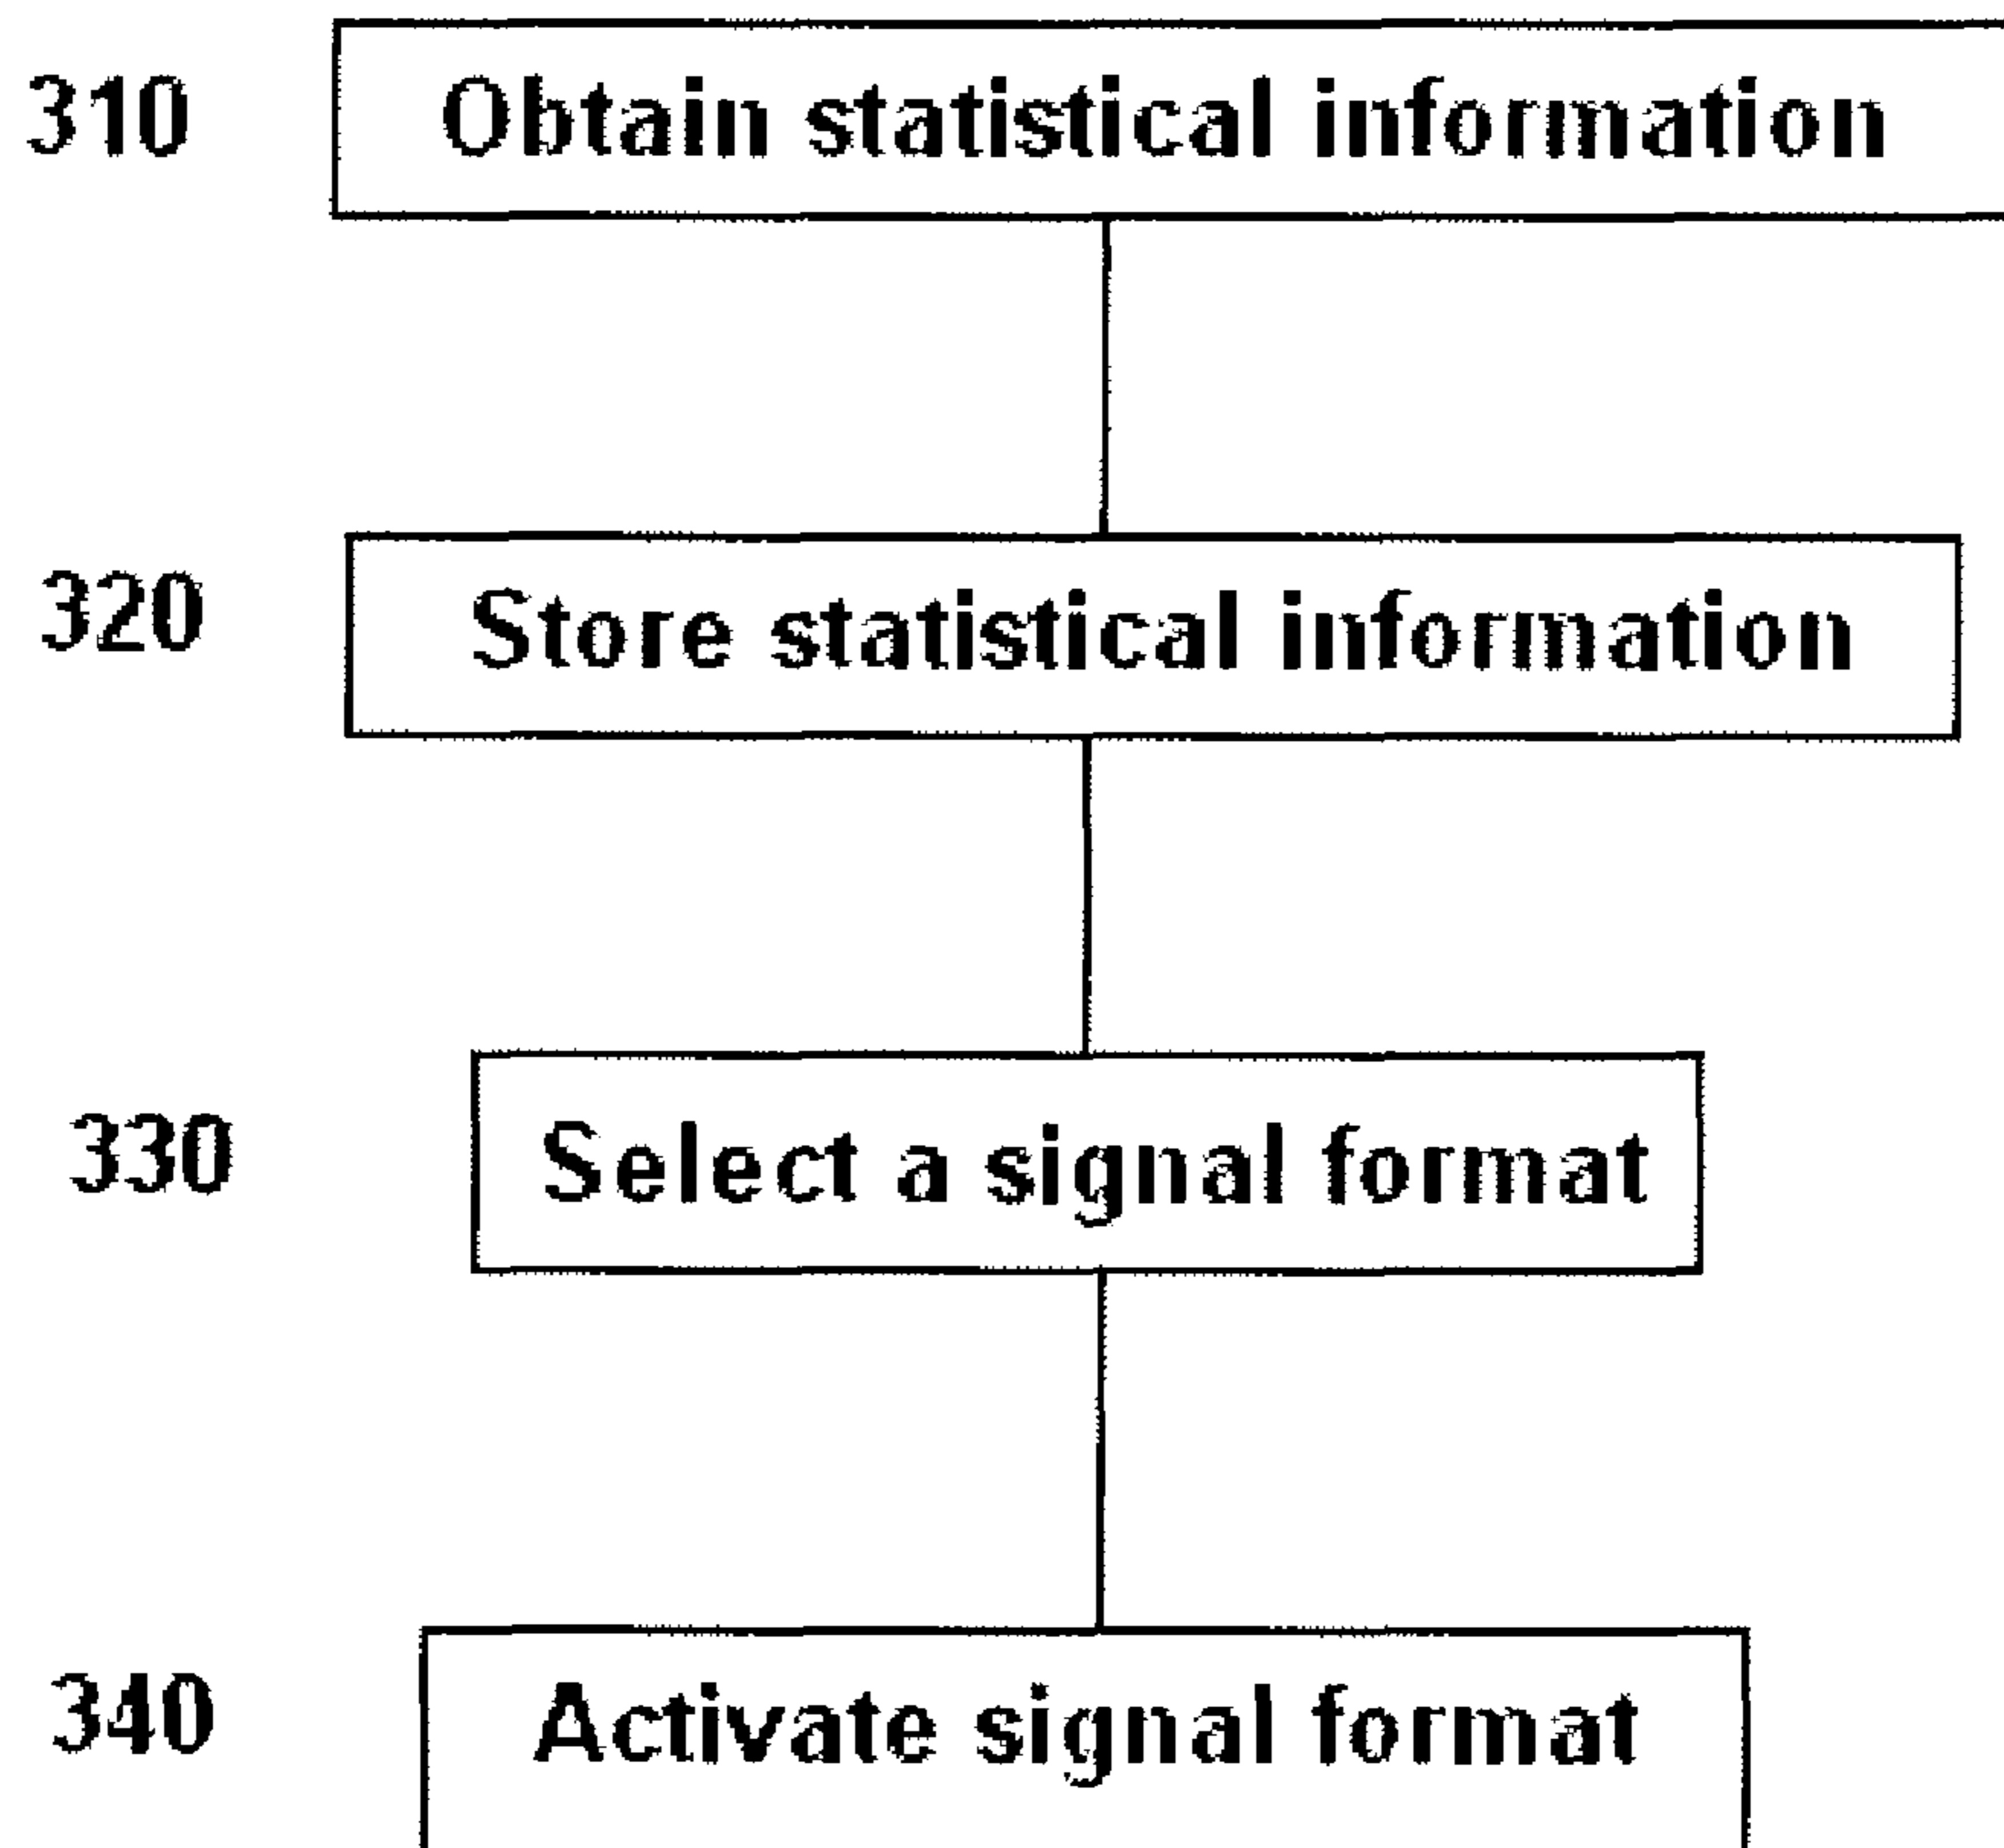 310 Obtain statistical information
320 Store statistical information
330 Select a signal format
340 Activate signal format